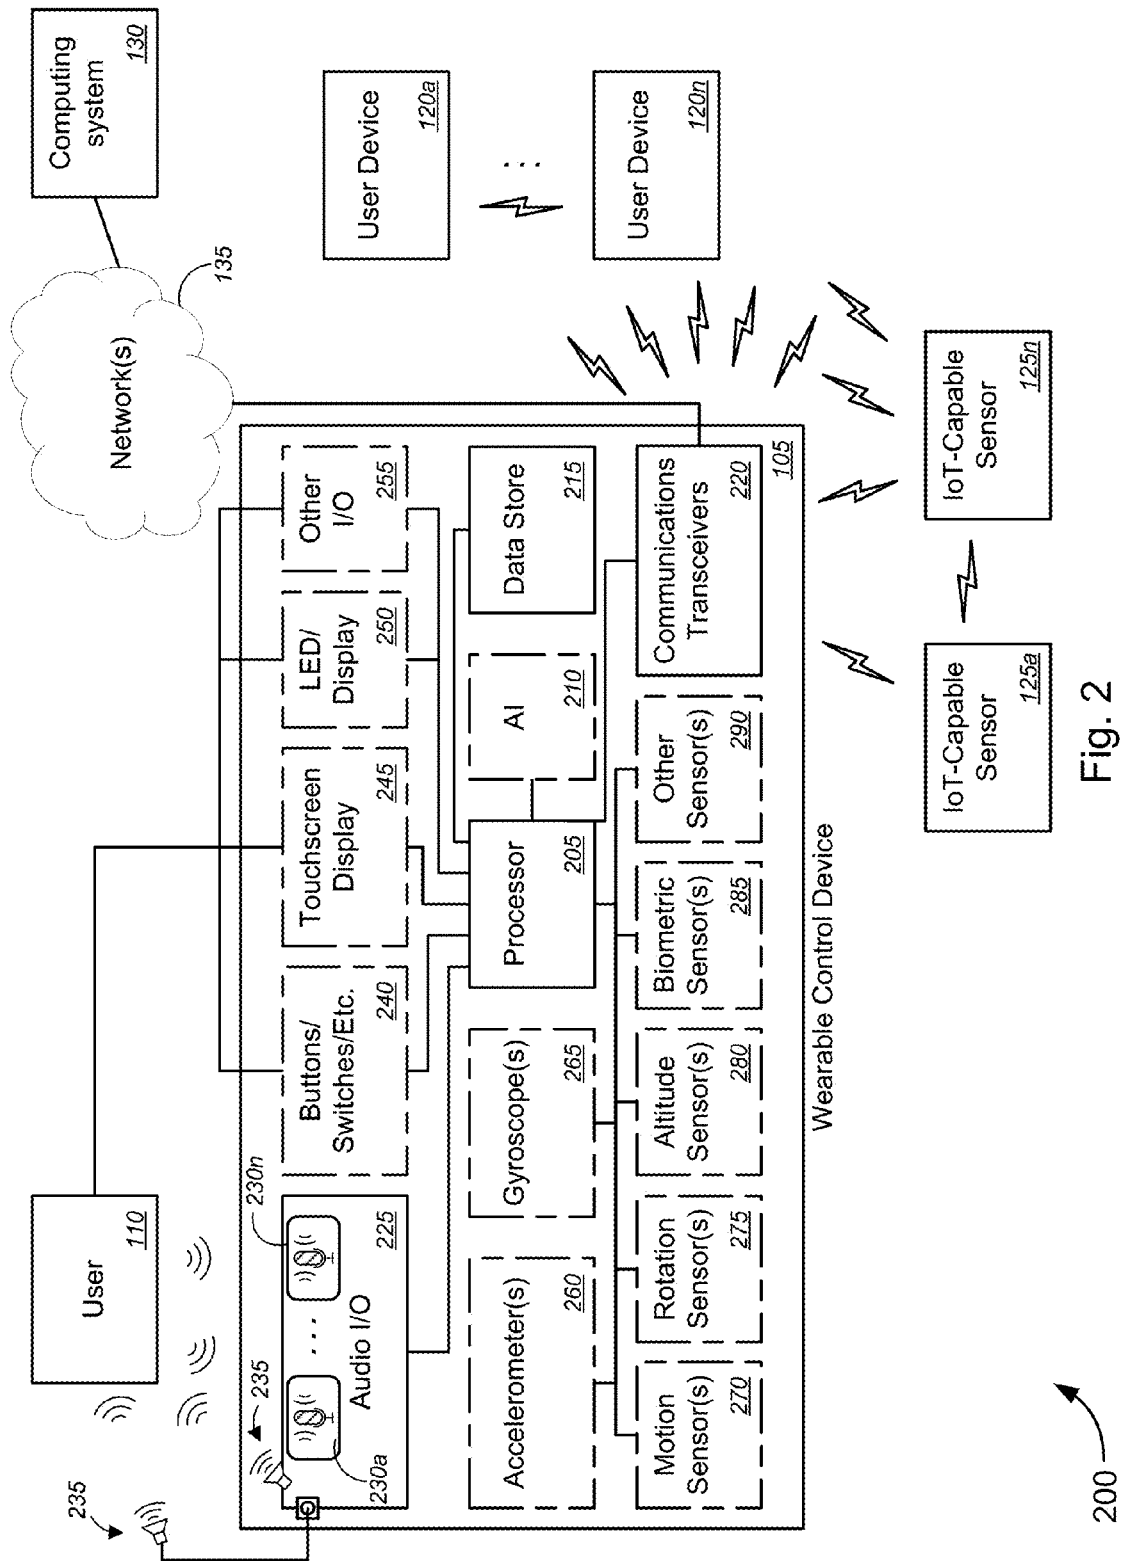 200
235
User
110
Network(s)
135
Computing
system
130
235
230a
. . .
230n
Audio I/O
225
Buttons/
Switches/Etc.
240
Touchscreen
Display
245
LED/
Display
250
Other
I/O
255
Accelerometer(s)
260
Gyroscope(s)
265
Processor
205
AI
210
Data Store
215
Motion
Sensor(s)
270
Rotation
Sensor(s)
275
Altitude
Sensor(s)
280
Biometric
Sensor(s)
285
Other
Sensor(s)
290
Communications
Transceivers
220
105
Wearable Control Device
User Device
120a
. . .
User Device
120n
IoT-Capable
Sensor
125a
IoT-Capable
Sensor
125n
Fig. 2